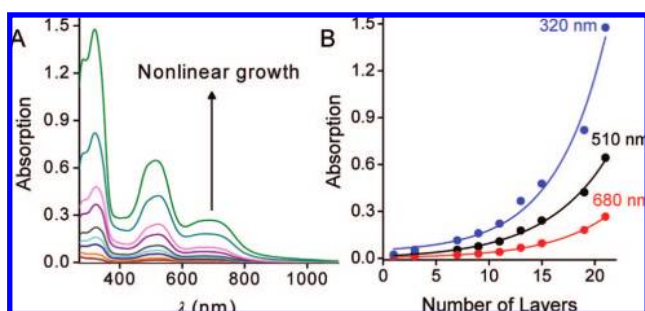 A
B
1.5
1.2
0.9
0.6
0.3
0.0
Absorption
Nonlinear growth
400
600
800
1000
λ (nm)
1.5
1.2
0.9
0.6
0.3
0.0
Absorption
320 nm
510 nm
680 nm
0
5
10
15
20
Number of Layers